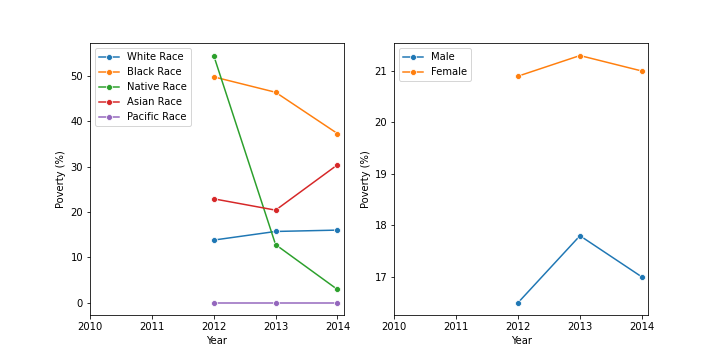 White Race
Black Race
Native Race
Asian Race
Pacific Race
50
40
30
20
10
0
Poverty (%)
2010 2011 2012 2013 2014
Year
Male
Female
21
20
19
18
17
Poverty (%)
2010 2011 2012 2013 2014
Year